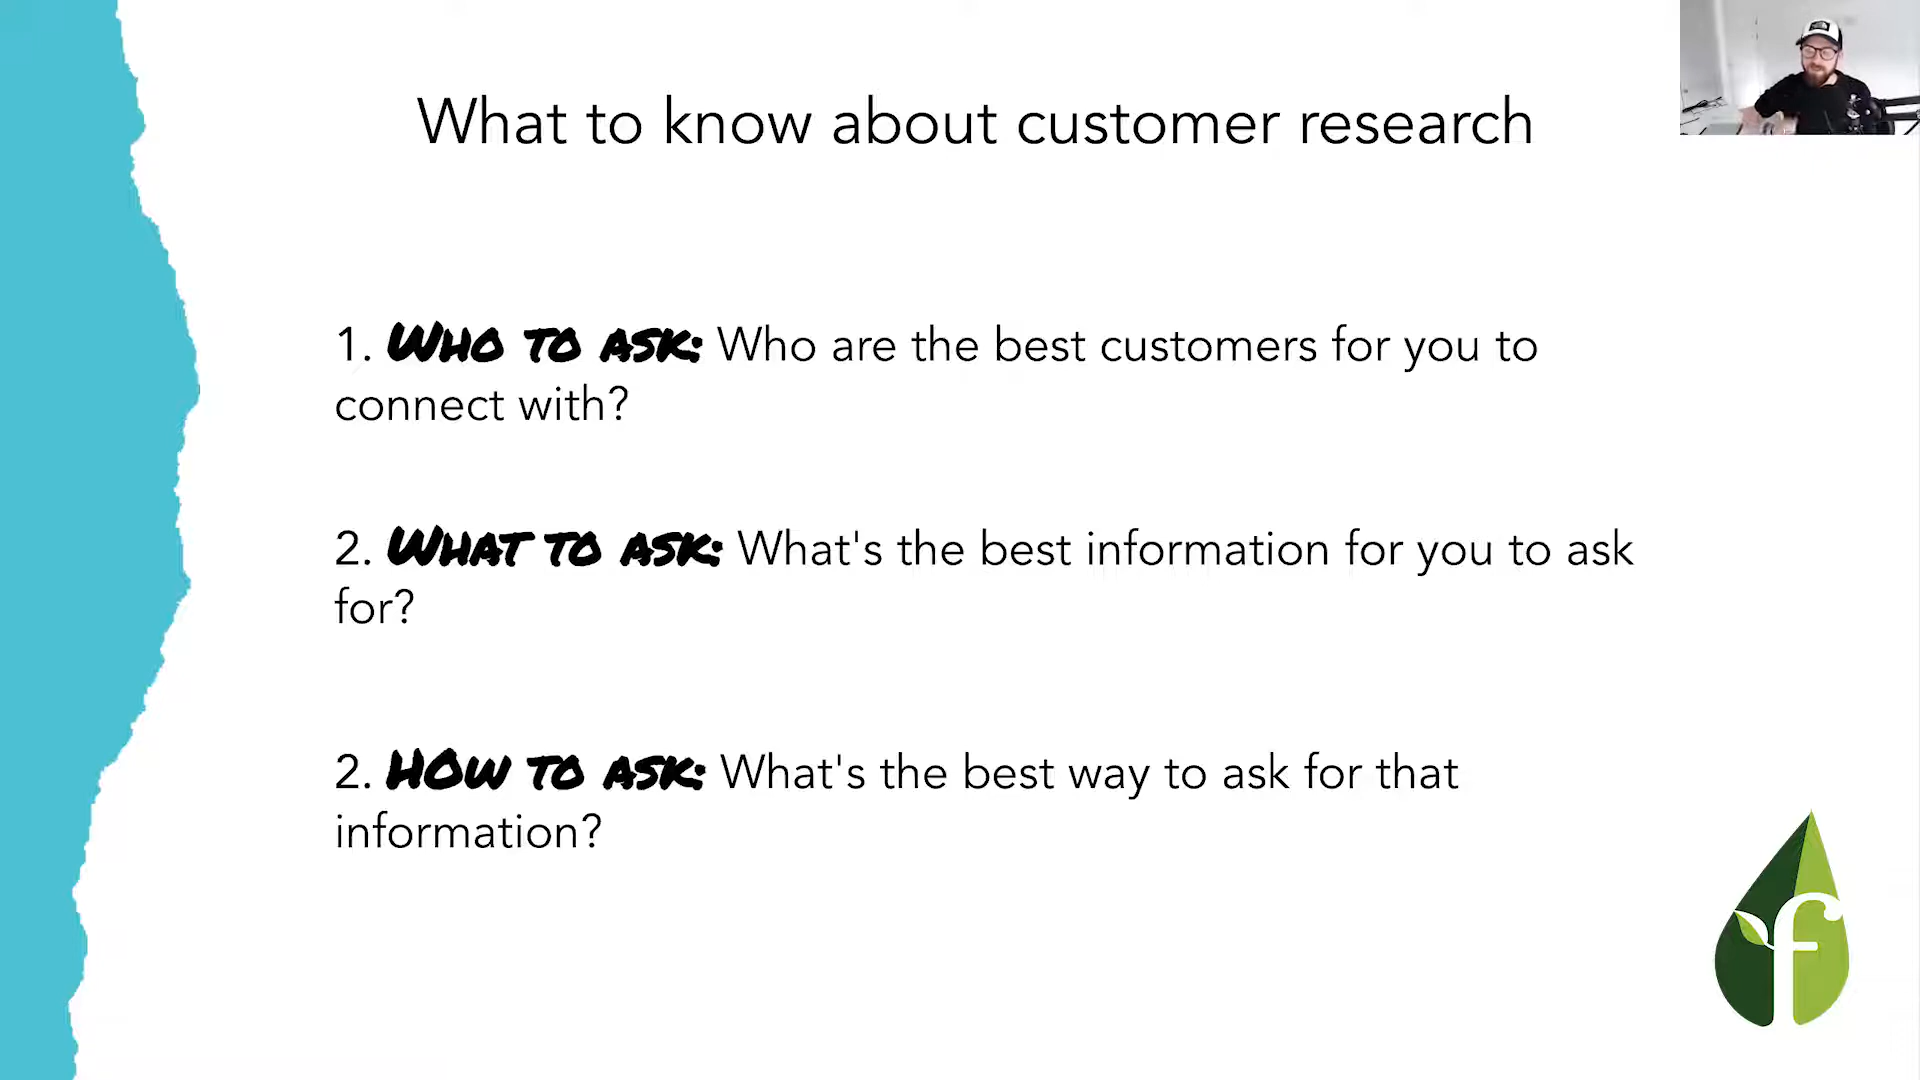 What to know about customer research
1. WHO TO ASK: Who are the best customers for you to
connect with?
2. WHAT TO ASK: What's the best information for you to ask
for?
2. HOW TO ASK: What's the best way to ask for that
information?
f